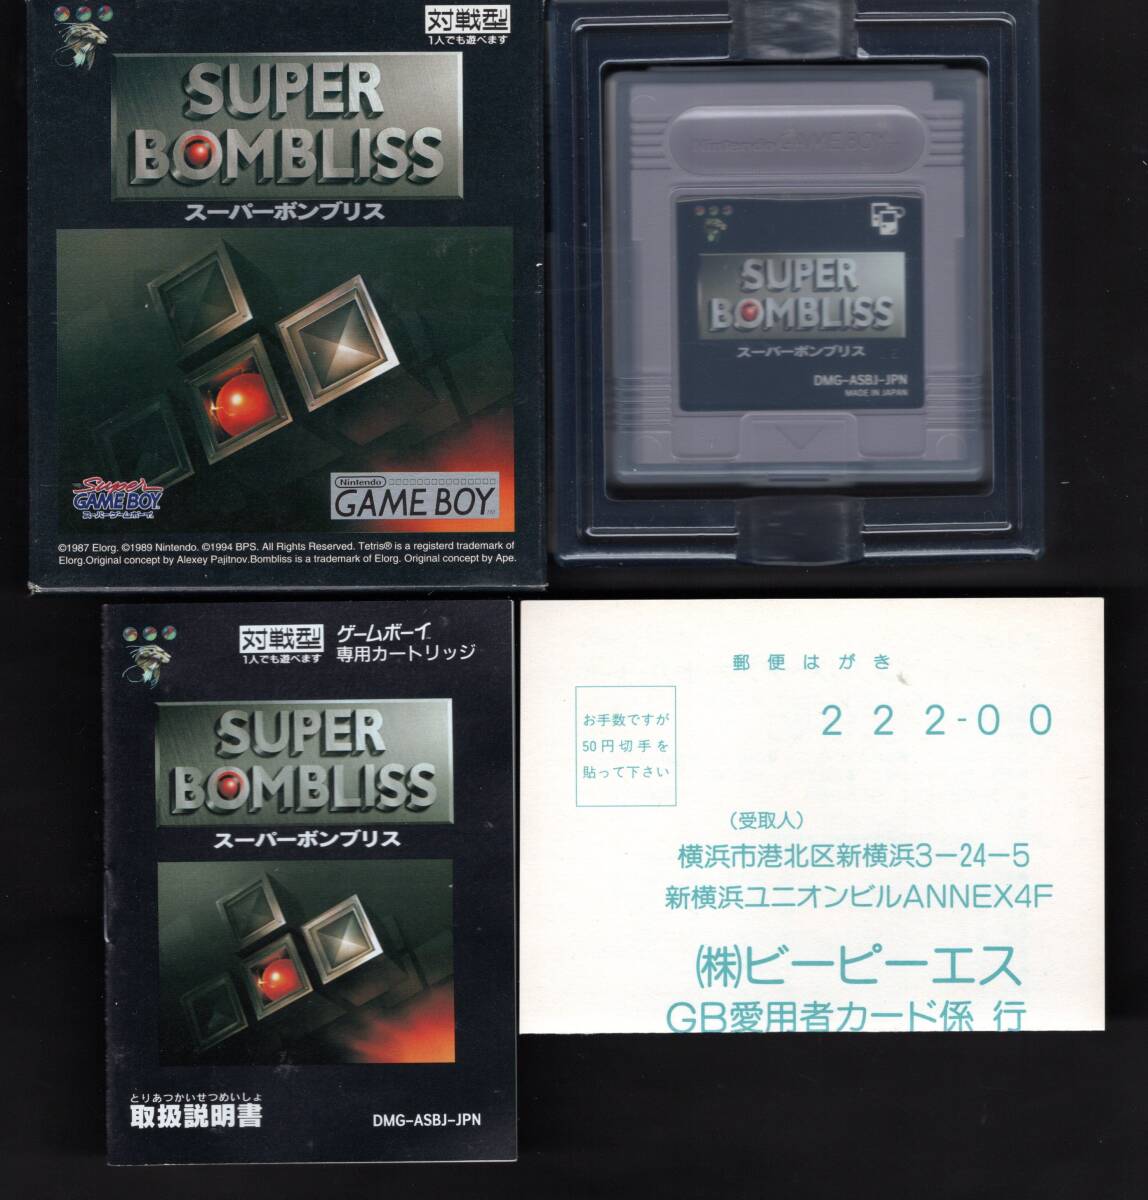 対戦型
1人でも遊べます
SUPER
BOMBLISS
スーパーボンブリス
Super
GAME BOY
スーパーゲームボーイ
Nintendo
GAME BOY™
©1987 Elorg. ©1989 Nintendo. ©1994 BPS. All Rights Reserved. Tetris® is a registerd trademark of
Elorg.Original concept by Alexey Pajitnov.Bombliss is a trademark of Elorg. Original concept by Ape.
Nintendo GAME BOY
SUPER
BOMBLISS
スーパーボンブリス
DMG-ASBJ-JPN
MADE IN JAPAN
対戦型
1人でも遊べます
ゲームボーイ™
専用カートリッジ
SUPER
BOMBLISS
スーパーボンブリス
とりあつかいせつめいしょ
取扱説明書
DMG-ASBJ-JPN
郵便はがき
お手数ですが
50円切手を
貼って下さい
222-00
(受取人)
横浜市港北区新横浜3-24-5
新横浜ユニオンビルANNEX4F
(株)ビーピーエス
GB愛用者カード係 行